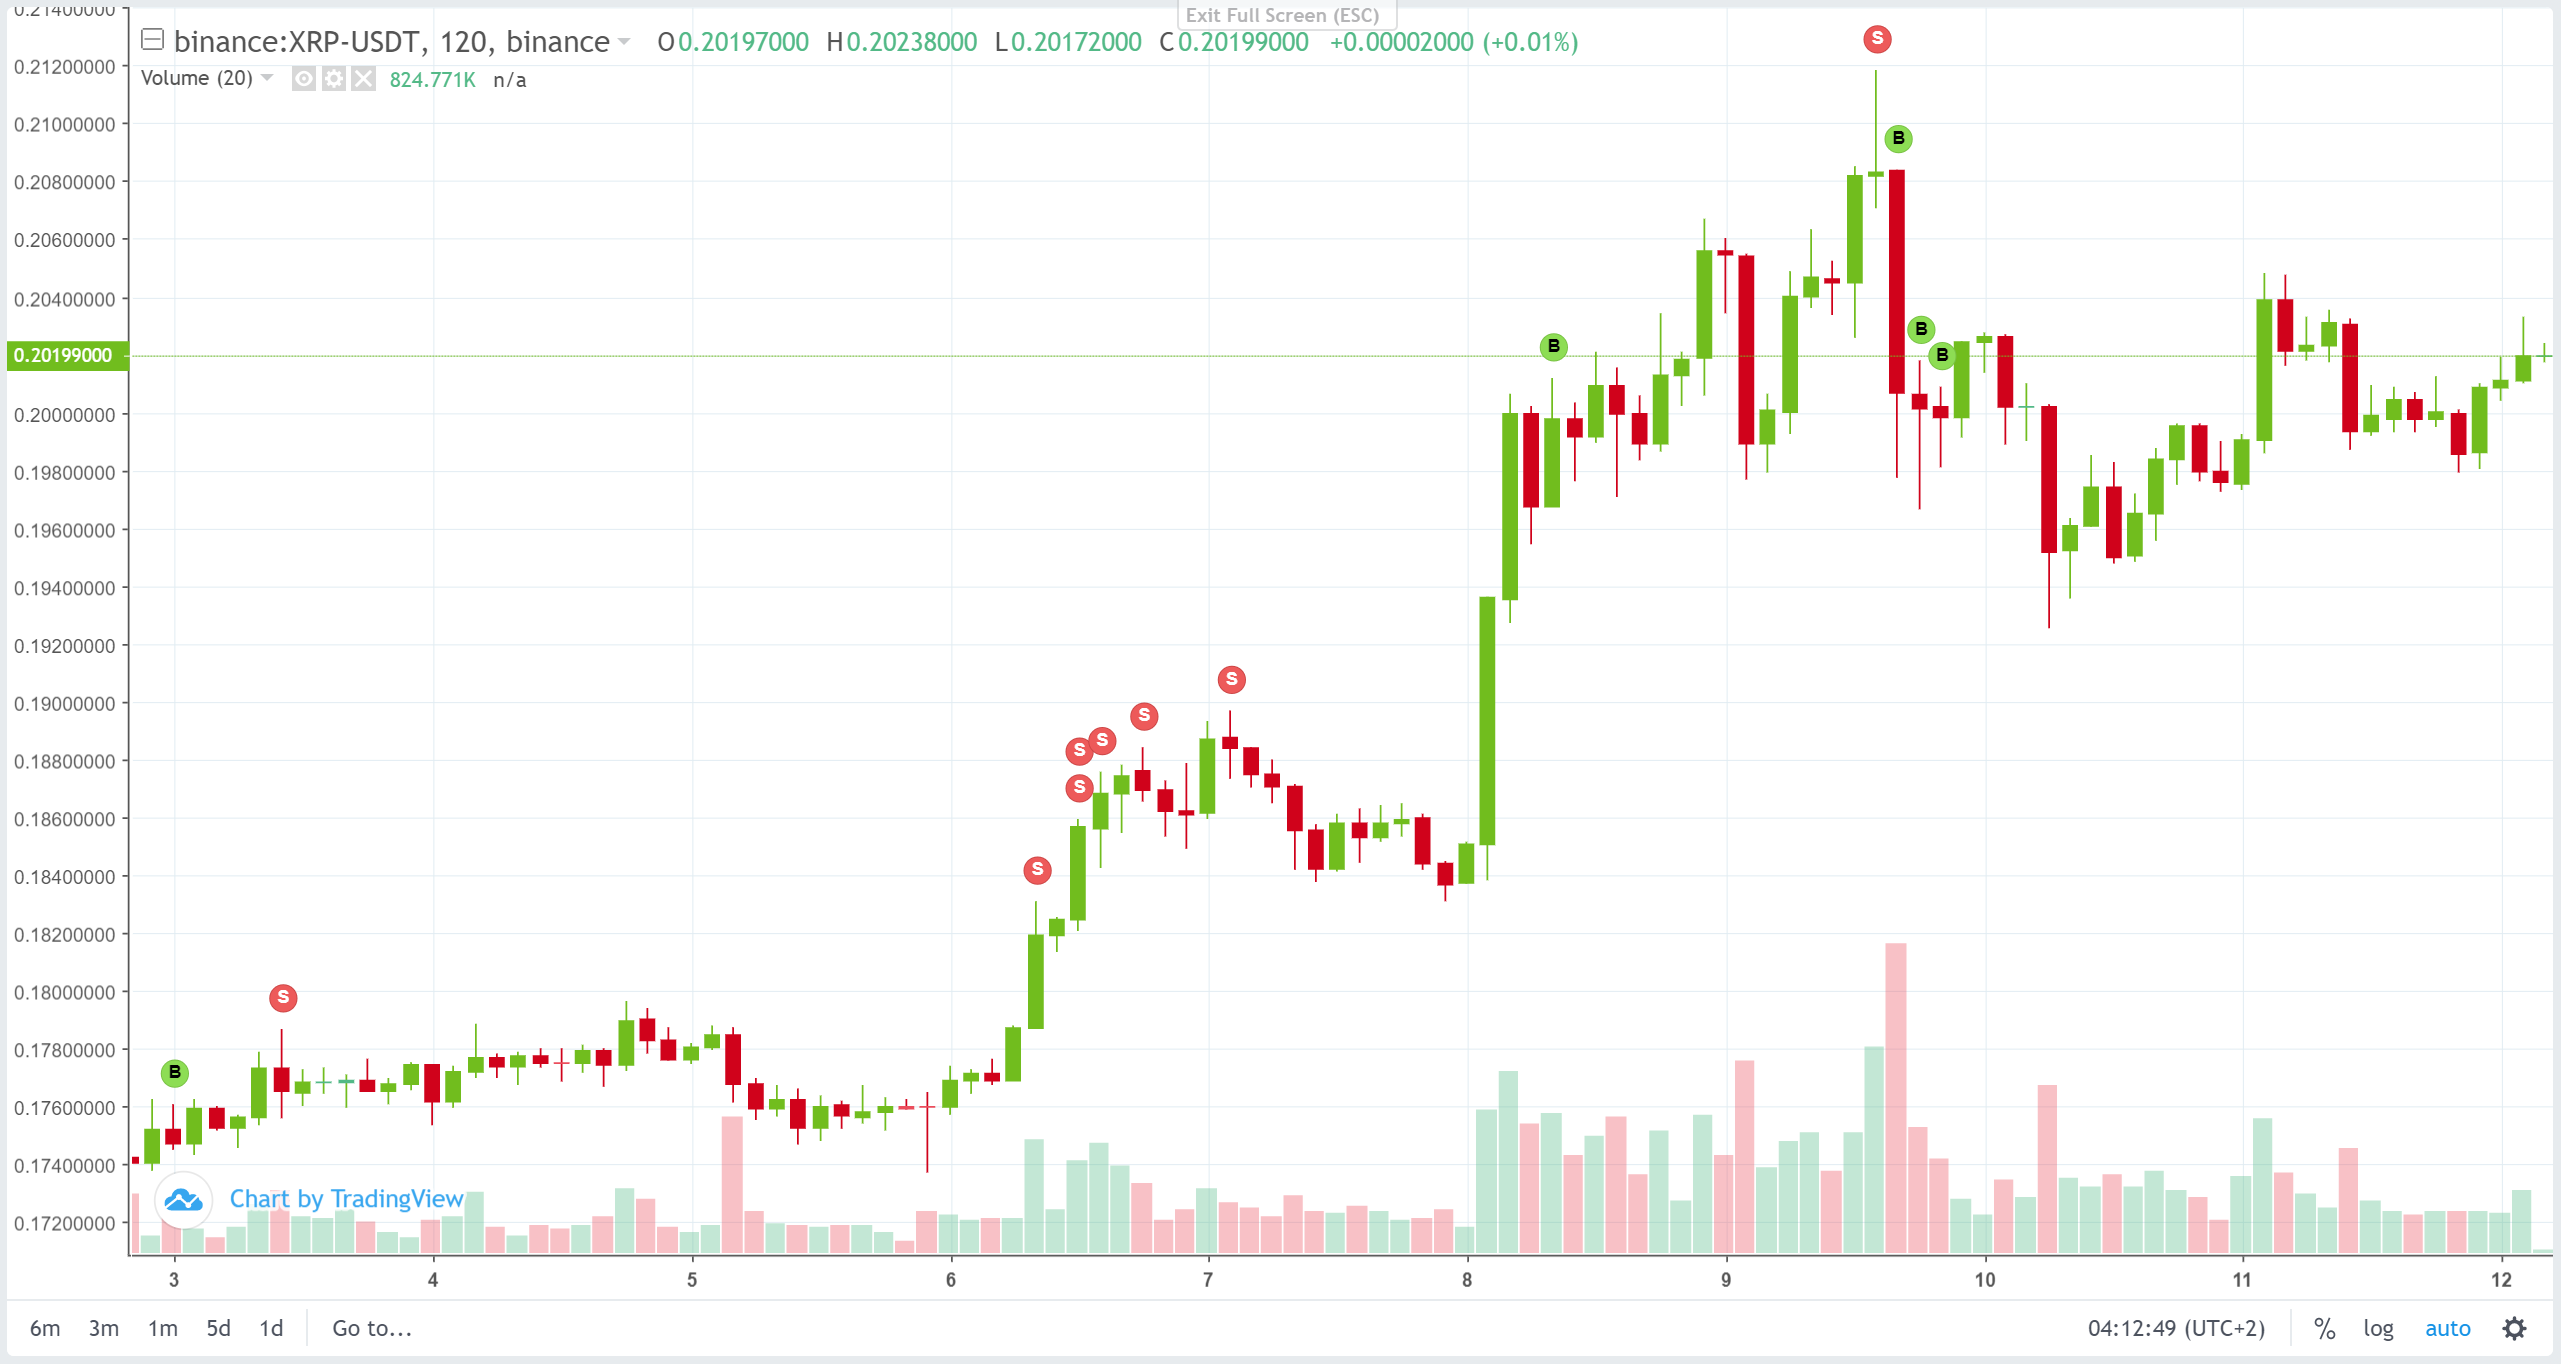 Exit Full Screen (ESC)
binance:XRP-USDT, 120, binance O0.20197000 H0.20238000 L0.20172000 C0.20199000 +0.00002000 (+0.01%)
Volume (20) 824.771K n/a
0.21400000
0.21200000
0.21000000
0.20800000
0.20600000
0.20400000
0.20199000
0.20000000
0.19800000
0.19600000
0.19400000
0.19200000
0.19000000
0.18800000
0.18600000
0.18400000
0.18200000
0.18000000
0.17800000
0.17600000
0.17400000
0.17200000
S
B
B
B
B
S
S
S
S
S
S
S
B
Chart by TradingView
3 4 5 6 7 8 9 10 11 12
6m 3m 1m 5d 1d Go to... 04:12:49 (UTC+2) % log auto